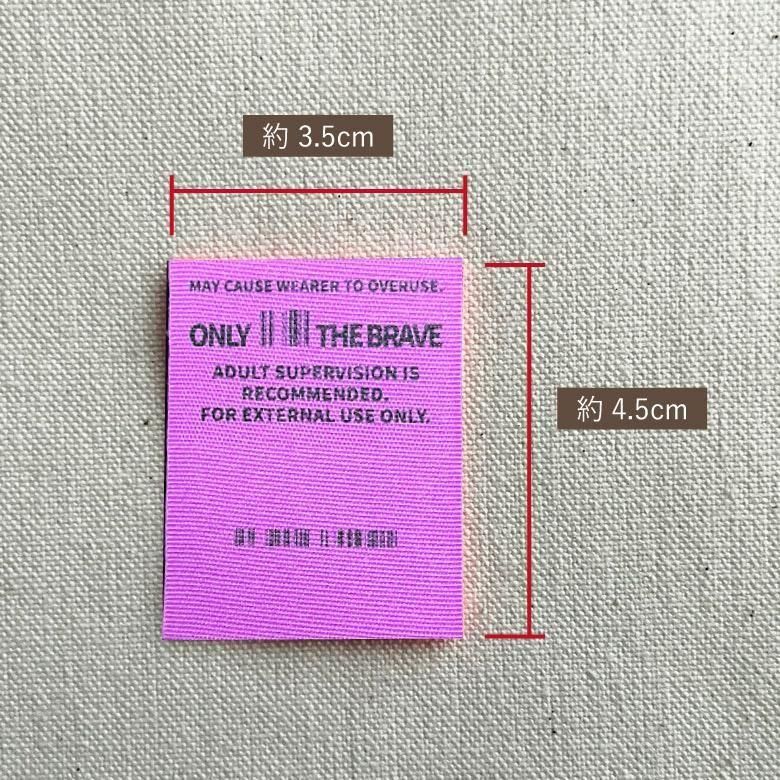 約 3.5cm
MAY CAUSE WEARER TO OVERUSE.
ONLY THE BRAVE
ADULT SUPERVISION IS
RECOMMENDED.
FOR EXTERNAL USE ONLY.
約 4.5cm